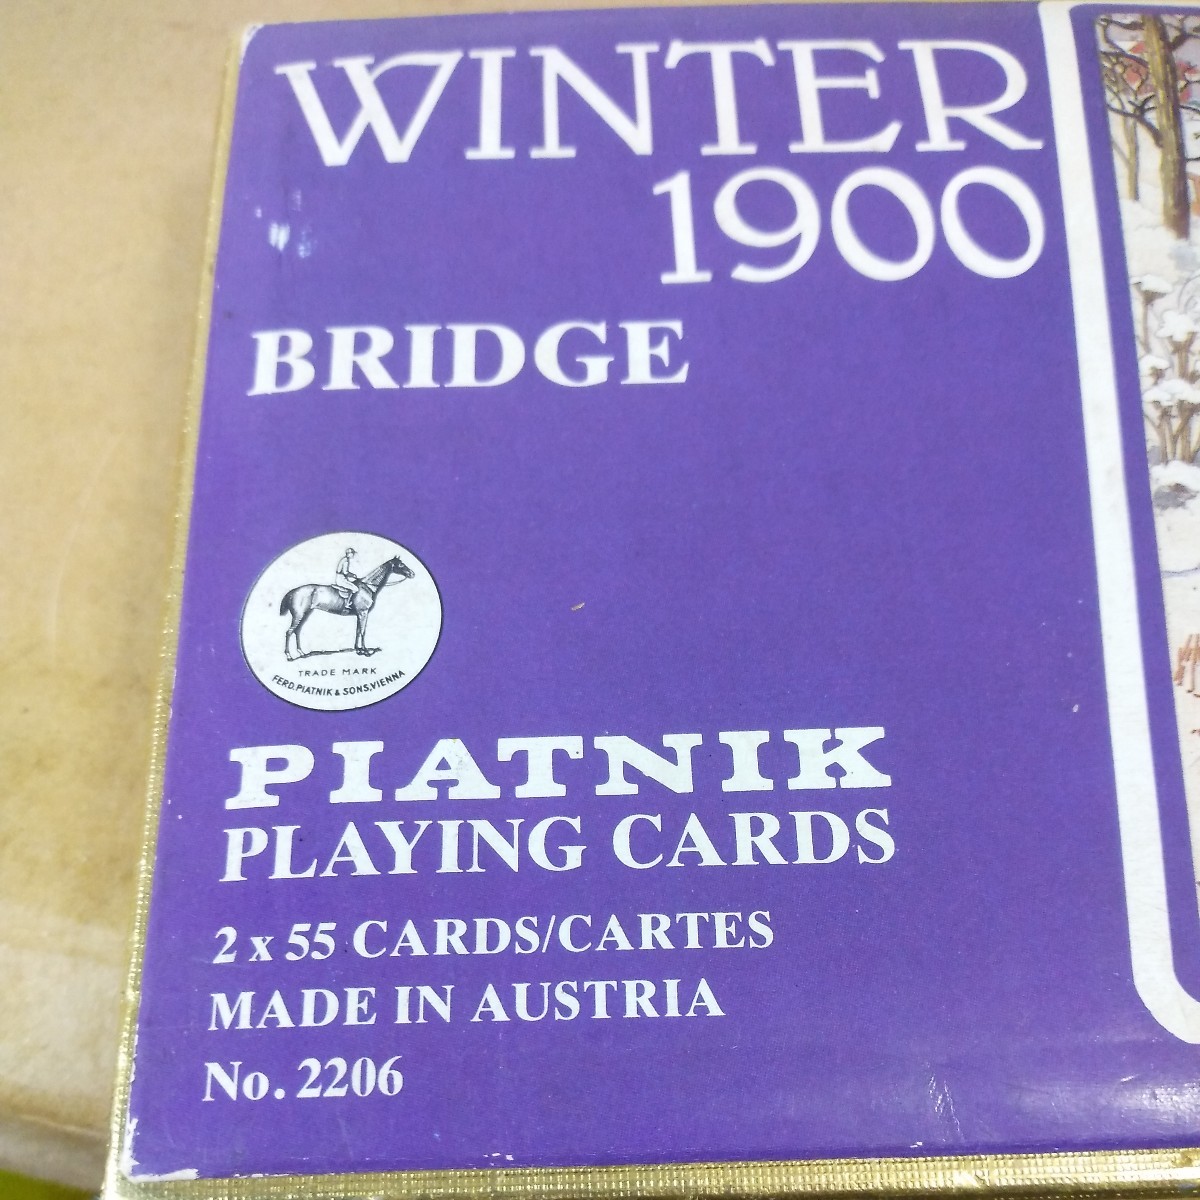 WINTER
1900
BRIDGE
TRADE MARK
FERD. PIATNIK & SONS, VIENNA
PIATNIK
PLAYING CARDS
2 x 55 CARDS/CARTES
MADE IN AUSTRIA
No. 2206